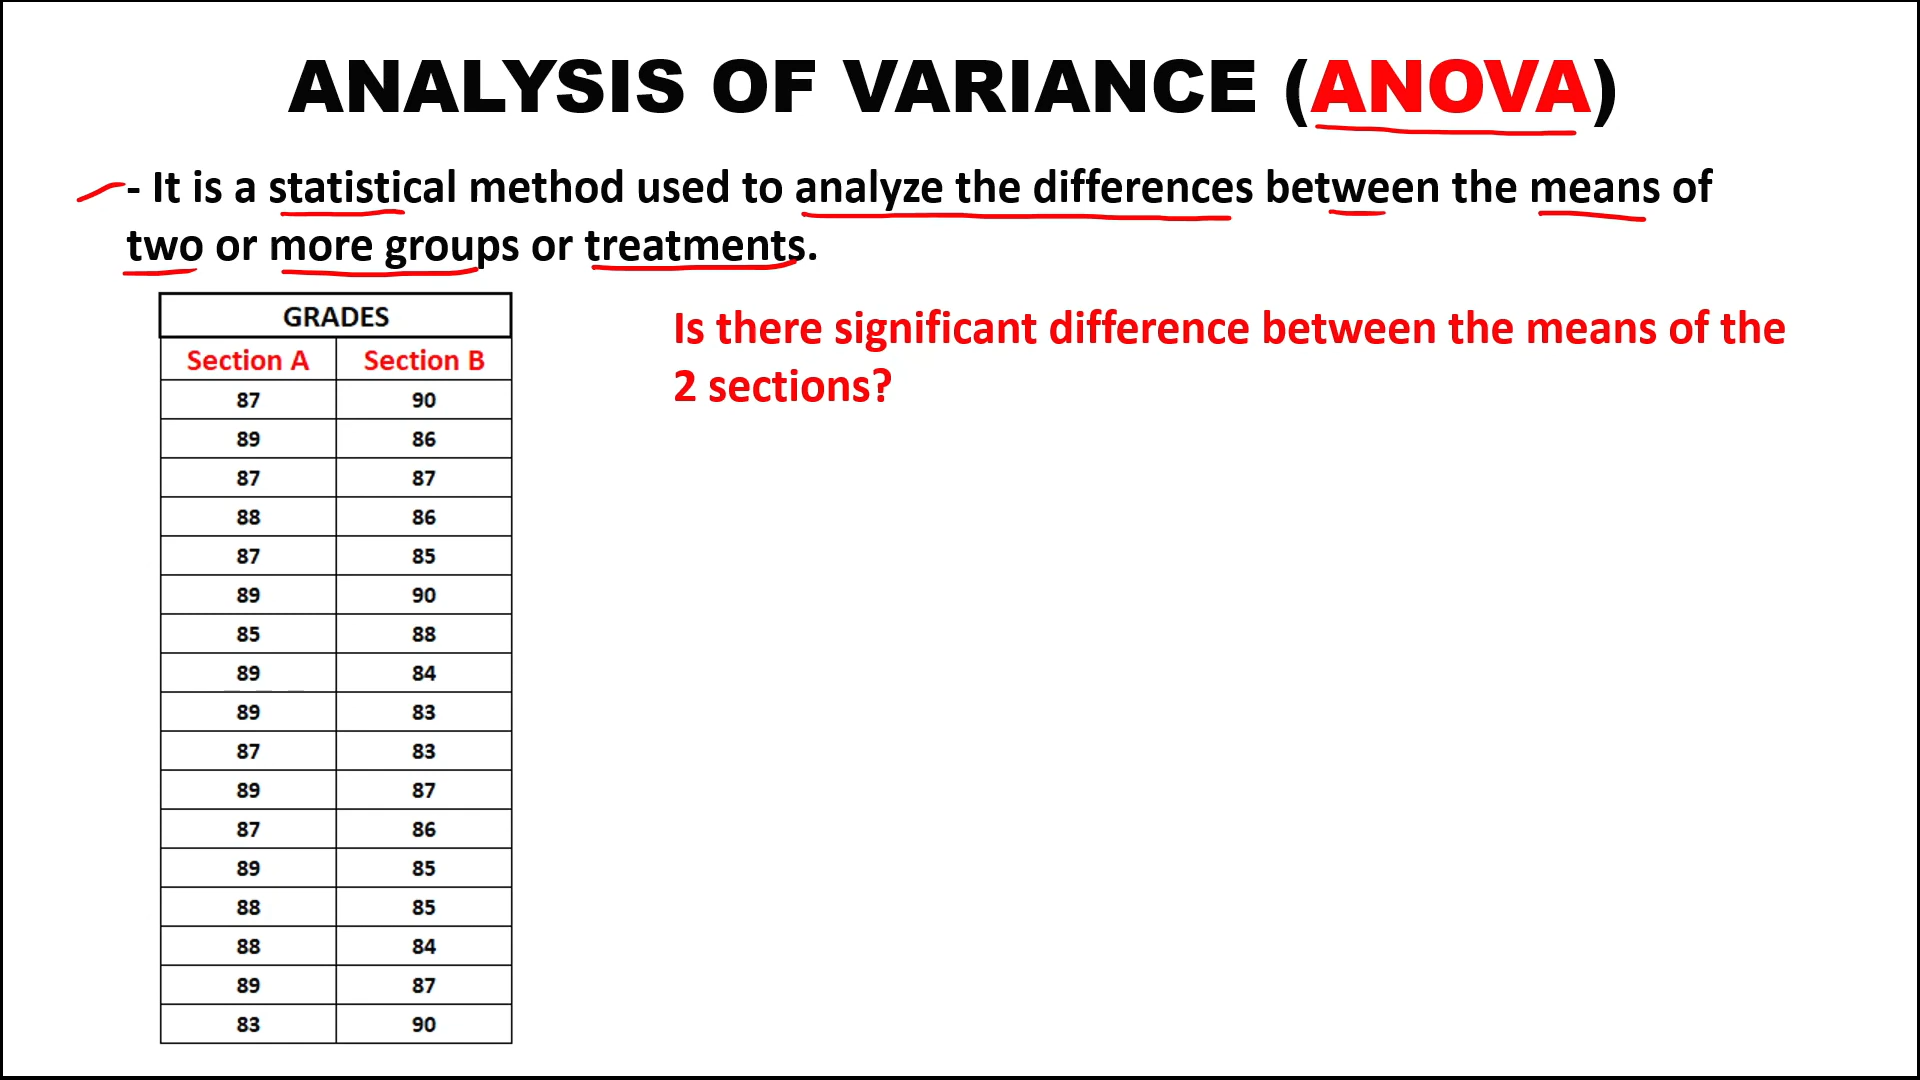 ANALYSIS OF VARIANCE (ANOVA)
- It is a statistical method used to analyze the differences between the means of
two or more groups or treatments.
GRADES
Section A Section B
87 90
89 86
87 87
88 86
87 85
89 90
85 88
89 84
89 83
87 83
89 87
87 86
89 85
88 85
88 84
89 87
83 90
Is there significant difference between the means of the
2 sections?